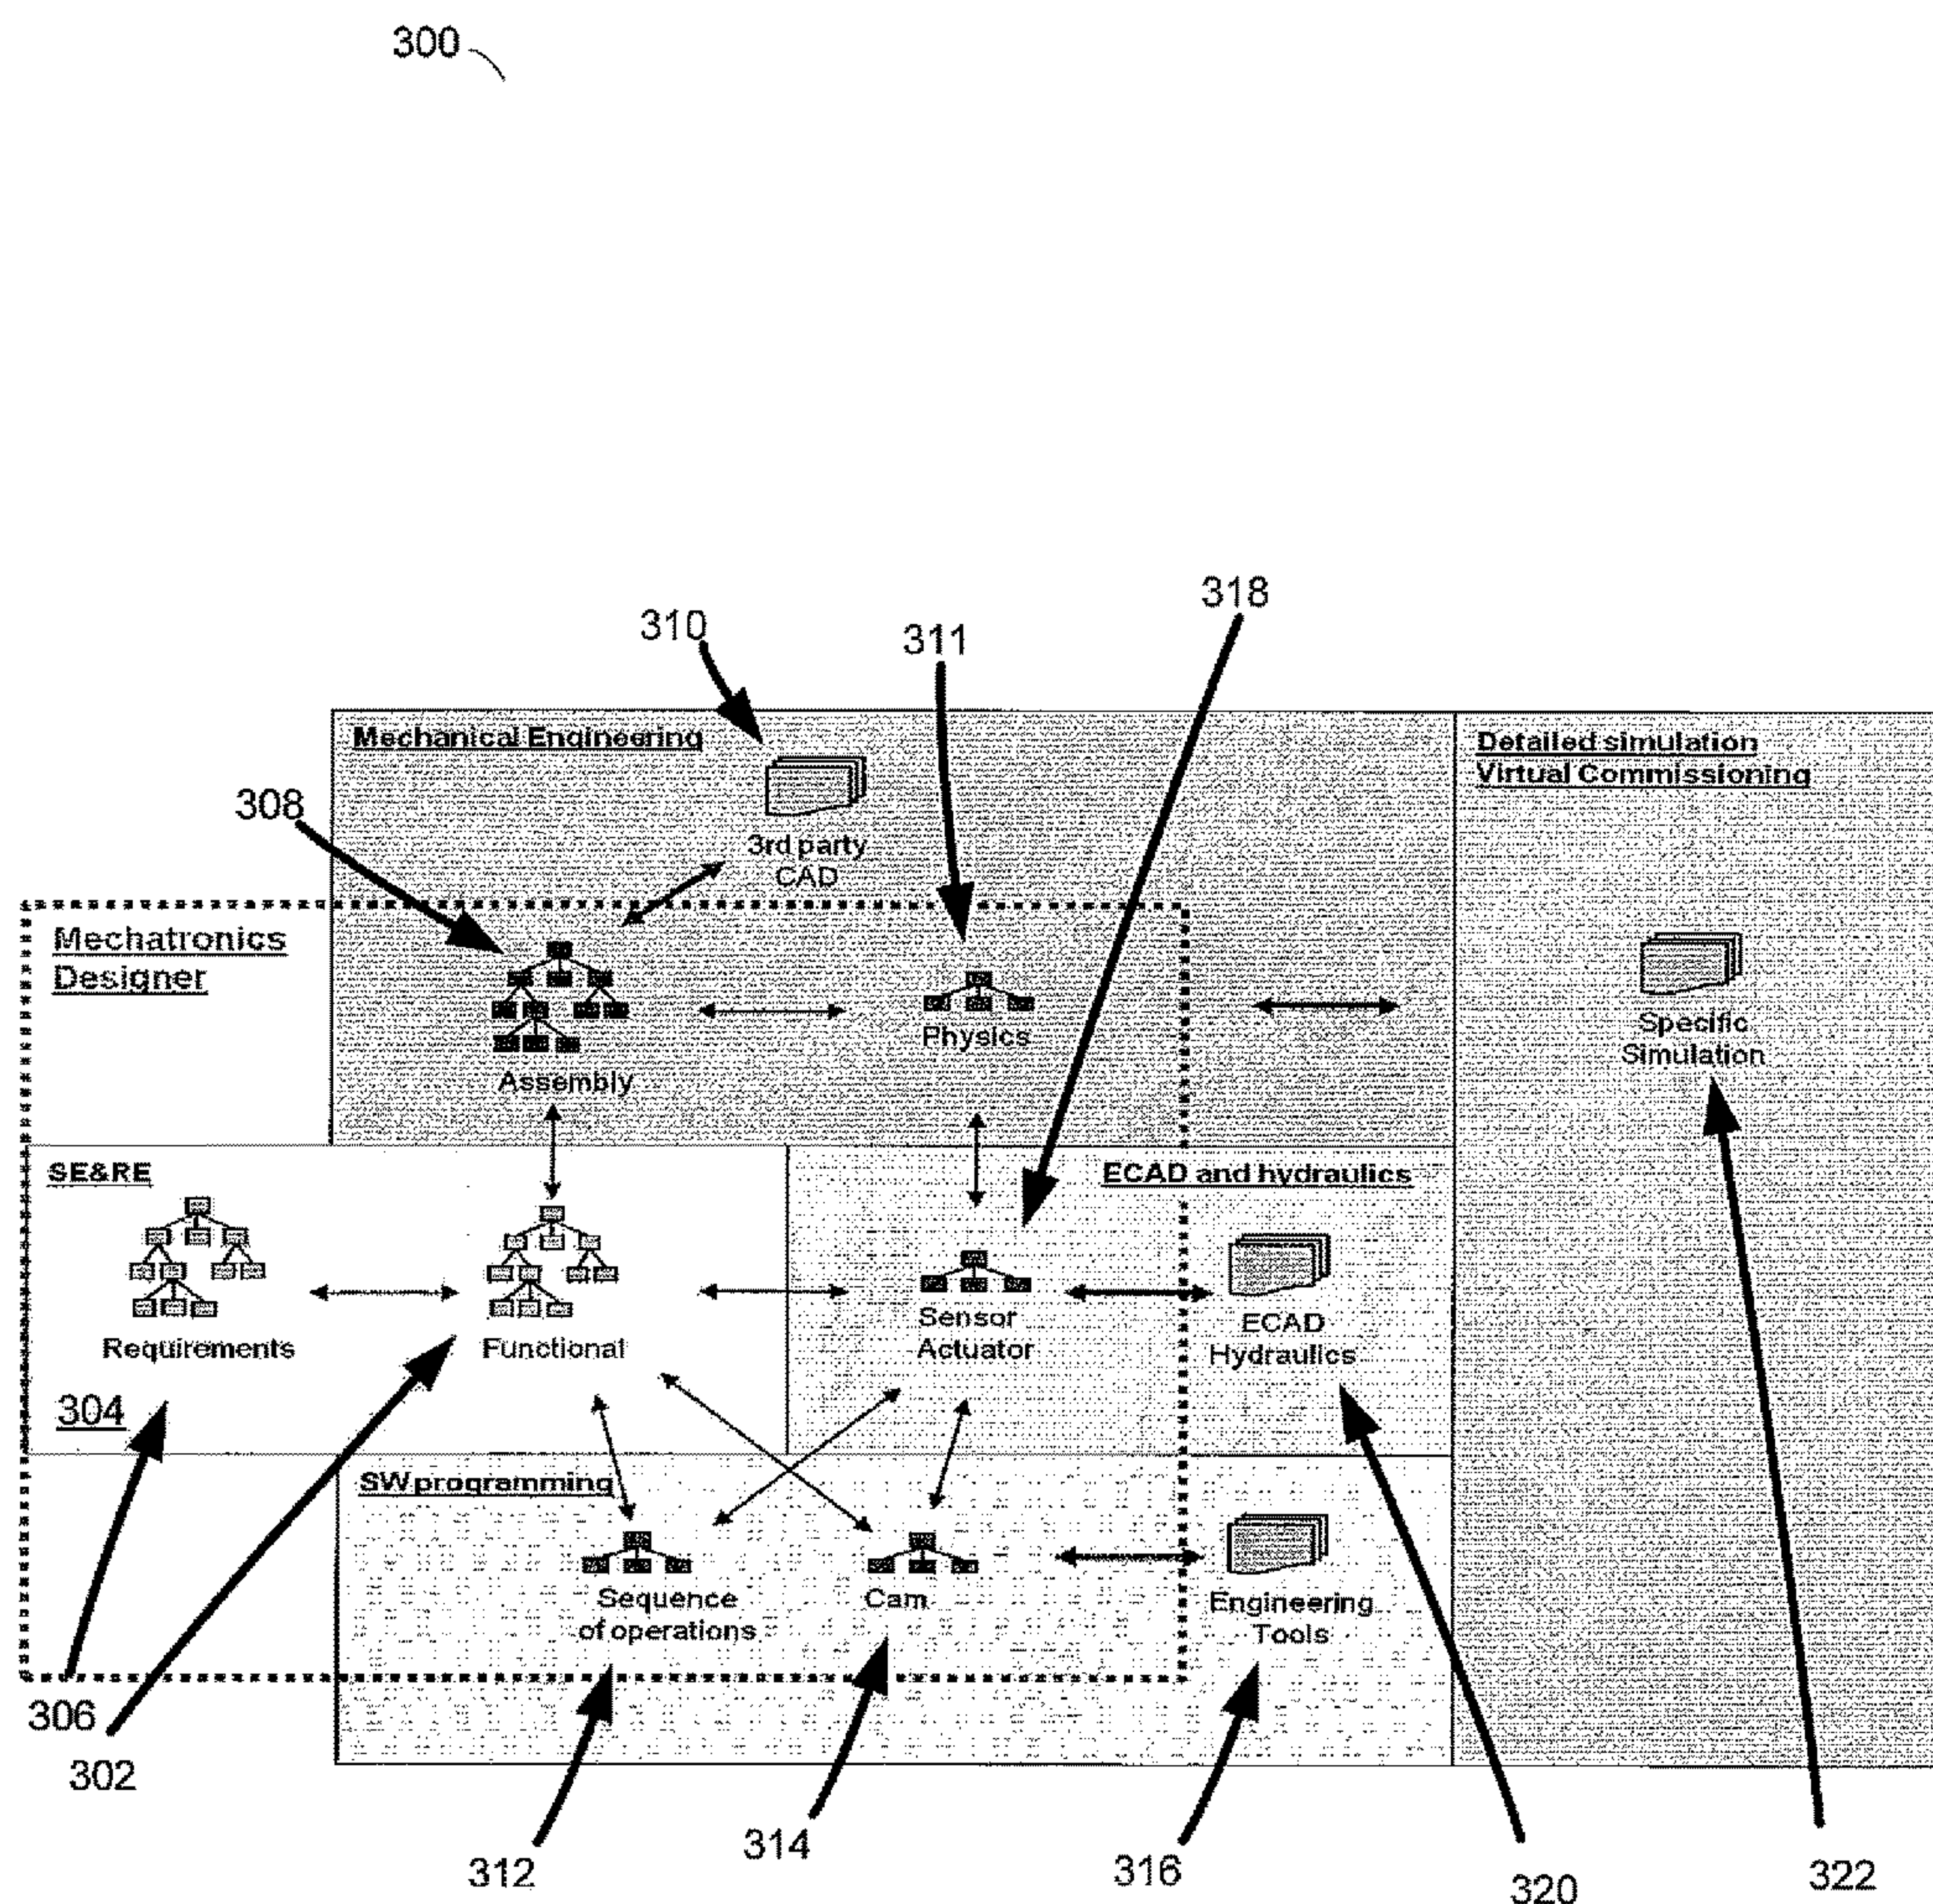 300
318
310
311
Mechanical Engineering
Detailed simulation
Virtual Commissioning
308
3rd party
CAD
Mechatronics
Designer
Physics
Specific
Simulation
Assembly
SE&RE
ECAD and hydraulics
Requirements
Functional
Sensor
Actuator
ECAD
Hydraulics
304
SW programming
Sequence
of operations
Cam
Engineering
Tools
306
302
312
314
316
320
322